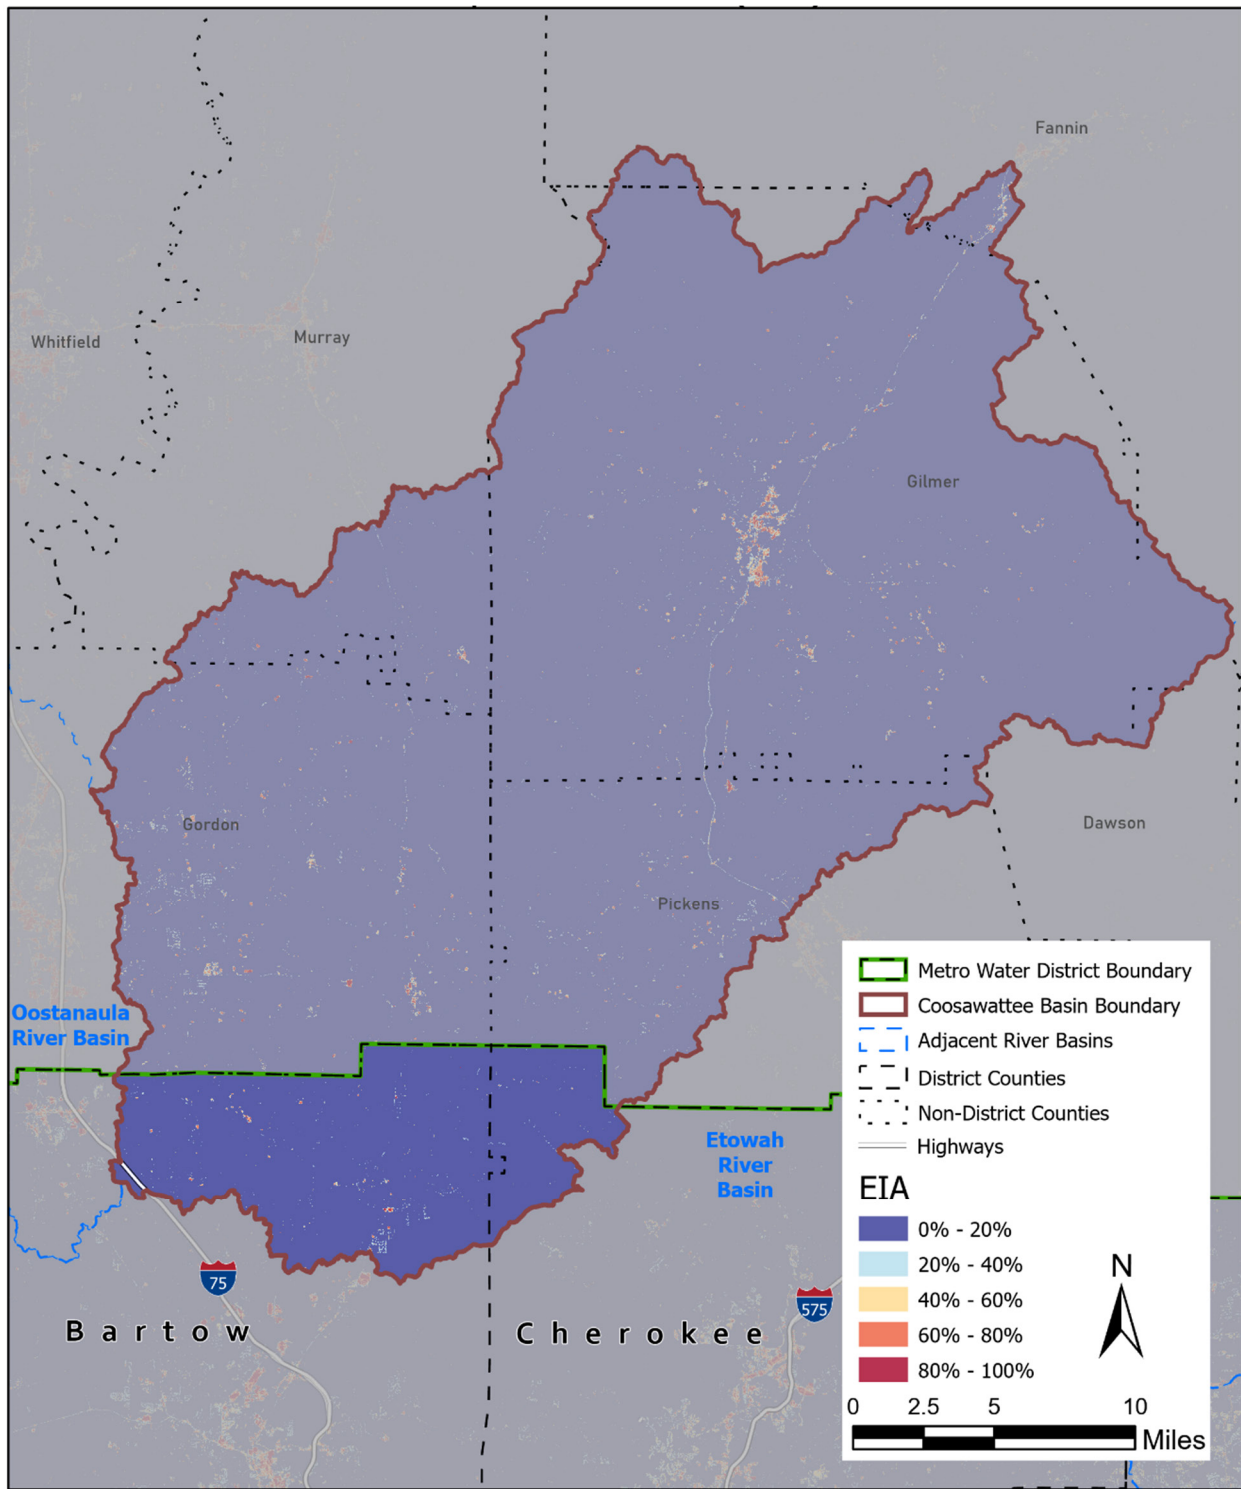 Fannin
Whitfield
Murray
Gilmer
Gordon
Dawson
Pickens
Oostanaula
River Basin
Etowah
River
Basin
75
575
Bartow
Cherokee
Metro Water District Boundary
Coosawattee Basin Boundary
Adjacent River Basins
District Counties
Non-District Counties
Highways
EIA
0% - 20%
20% - 40%
40% - 60%
60% - 80%
80% - 100%
N
0 2.5 5 10
Miles